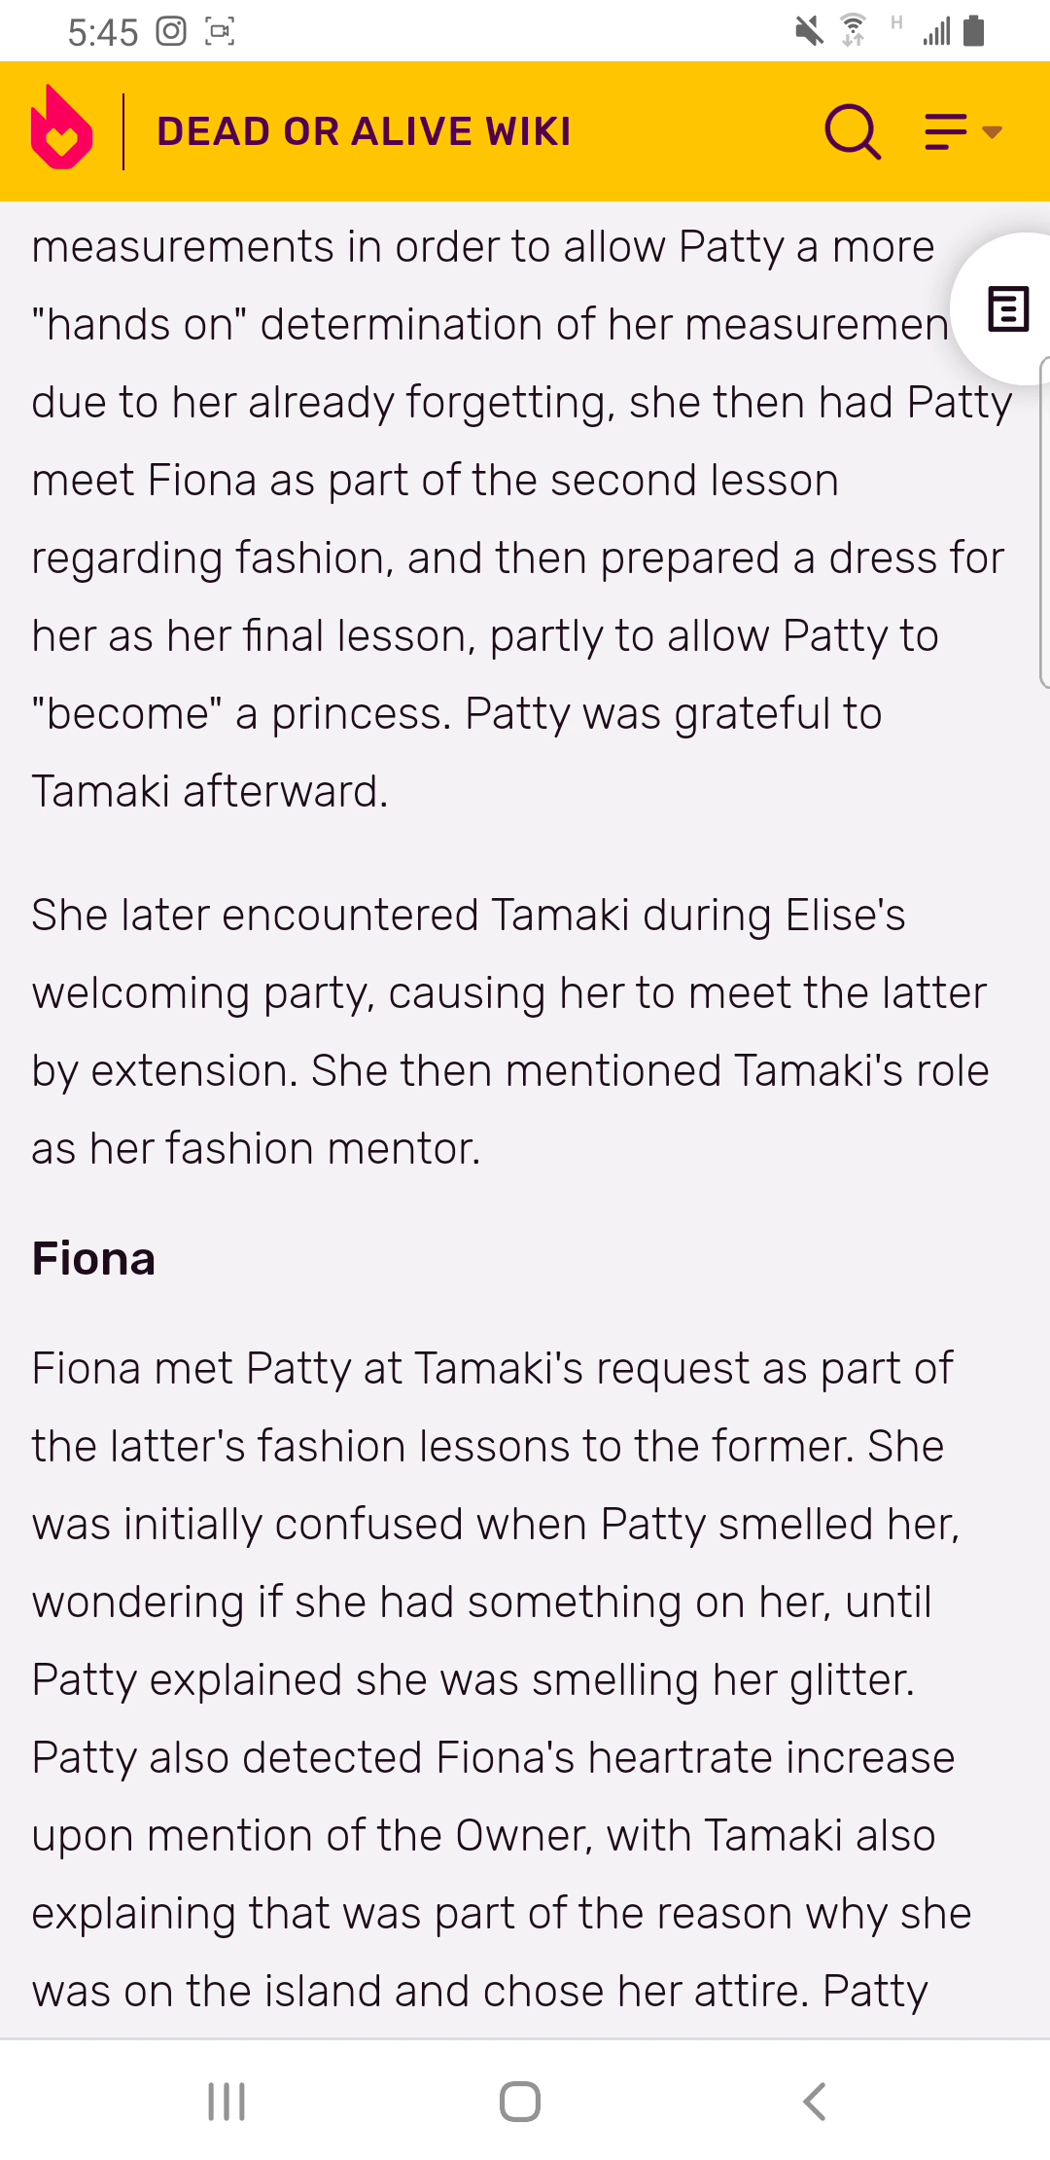 5:45
H
DEAD OR ALIVE WIKI
measurements in order to allow Patty a more
"hands on" determination of her measuremen
due to her already forgetting, she then had Patty
meet Fiona as part of the second lesson
regarding fashion, and then prepared a dress for
her as her final lesson, partly to allow Patty to
"become" a princess. Patty was grateful to
Tamaki afterward.
She later encountered Tamaki during Elise's
welcoming party, causing her to meet the latter
by extension. She then mentioned Tamaki's role
as her fashion mentor.
Fiona
Fiona met Patty at Tamaki's request as part of
the latter's fashion lessons to the former. She
was initially confused when Patty smelled her,
wondering if she had something on her, until
Patty explained she was smelling her glitter.
Patty also detected Fiona's heartrate increase
upon mention of the Owner, with Tamaki also
explaining that was part of the reason why she
was on the island and chose her attire. Patty